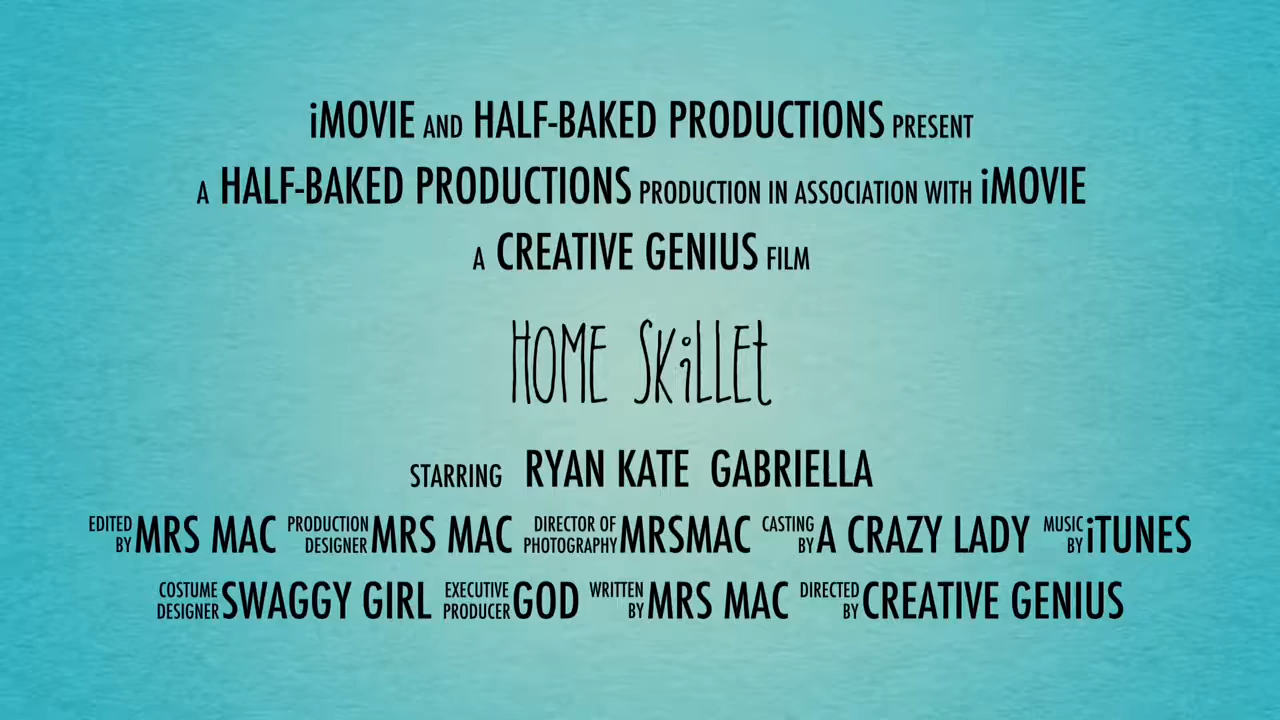 iMOVIE AND HALF-BAKED PRODUCTIONS PRESENT
A HALF-BAKED PRODUCTIONS PRODUCTION IN ASSOCIATION WITH iMOVIE
A CREATIVE GENIUS FILM
HOME SKiLLEt
STARRING RYAN KATE GABRIELLA
EDITED BY MRS MAC PRODUCTION DESIGNER MRS MAC DIRECTOR OF PHOTOGRAPHY MRSMAC CASTING BY A CRAZY LADY MUSIC BY iTUNES
COSTUME DESIGNER SWAGGY GIRL EXECUTIVE PRODUCER GOD WRITTEN BY MRS MAC DIRECTED BY CREATIVE GENIUS